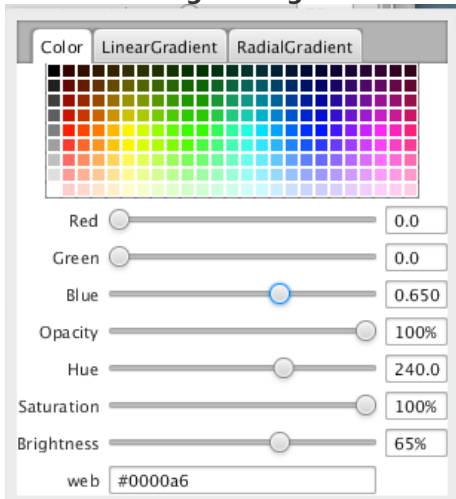 Color LinearGradient RadialGradient
Red 0.0
Green 0.0
Blue 0.650
Opacity 100%
Hue 240.0
Saturation 100%
Brightness 65%
web #0000a6